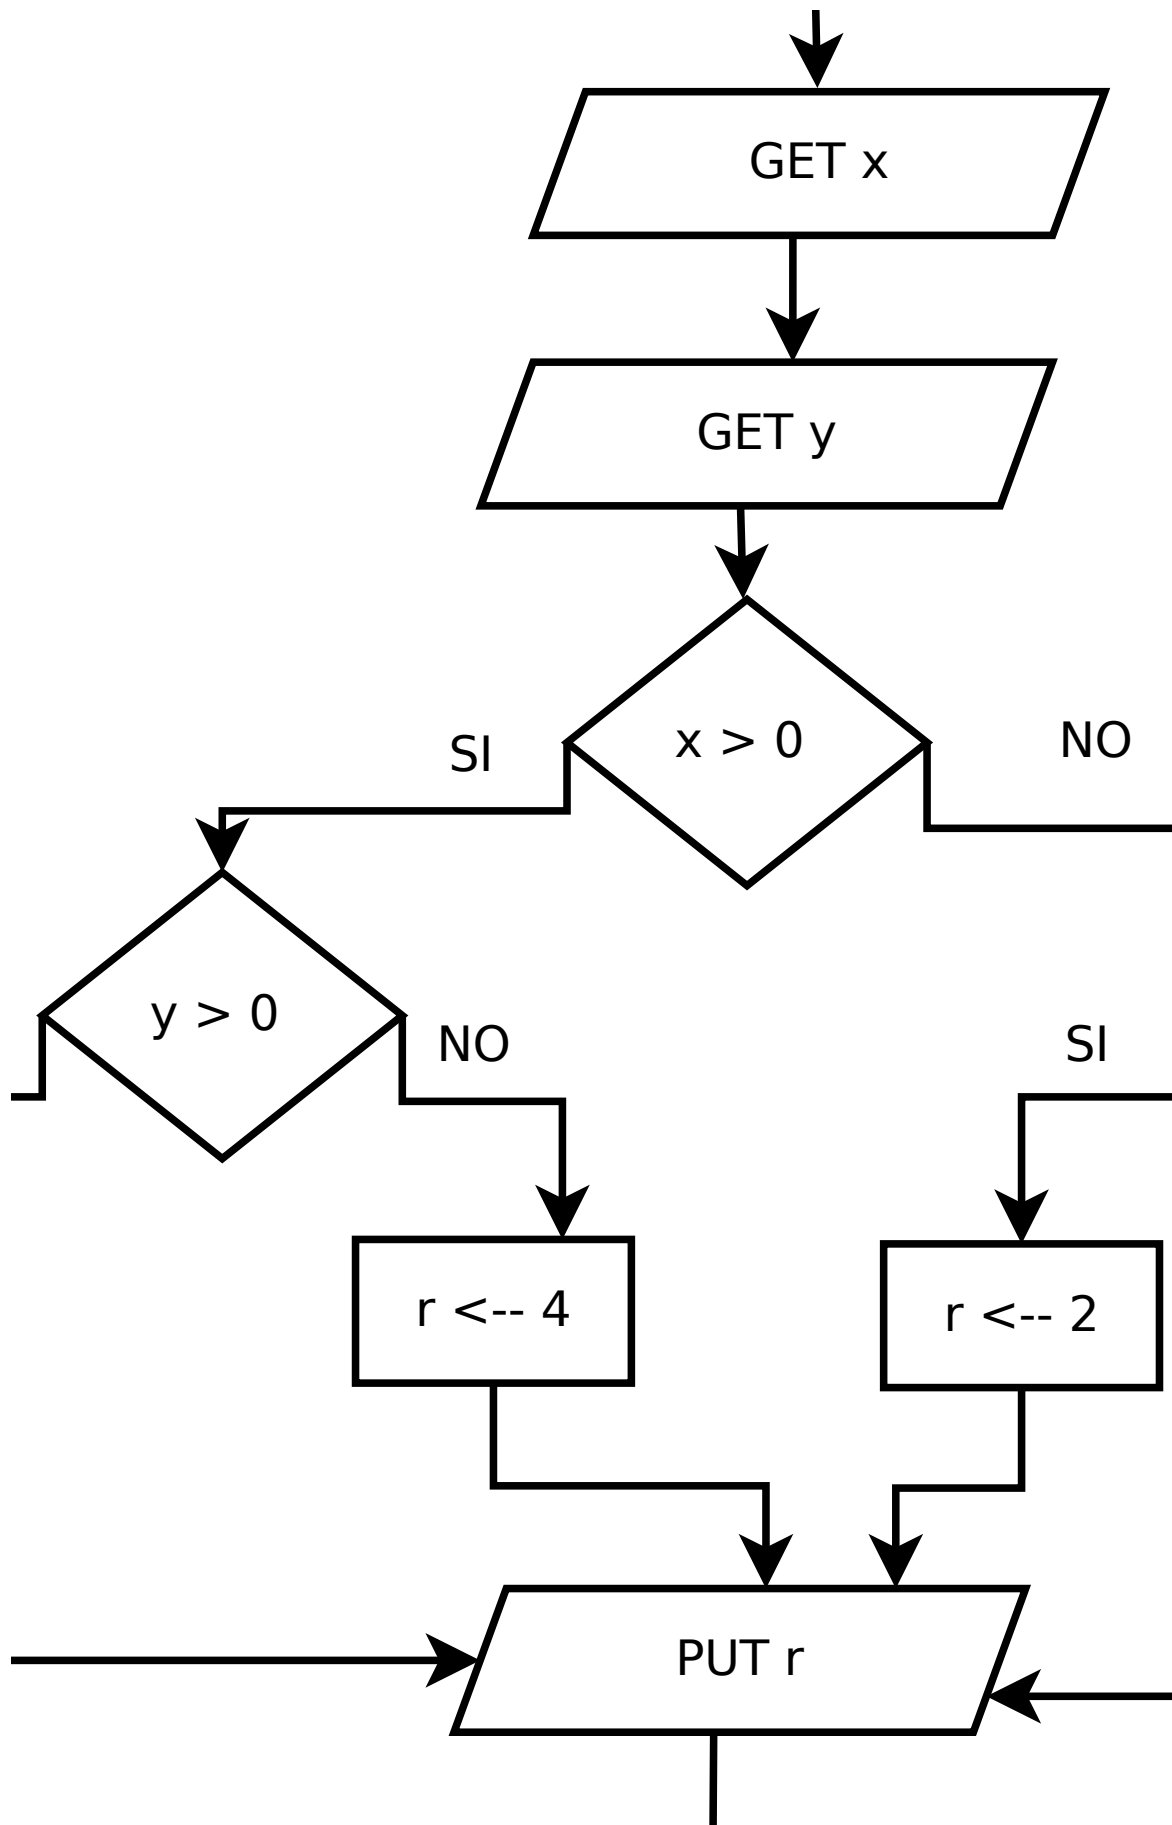 GET x
GET y
x > 0
SI
NO
y > 0
NO
SI
r <-- 4
r <-- 2
PUT r